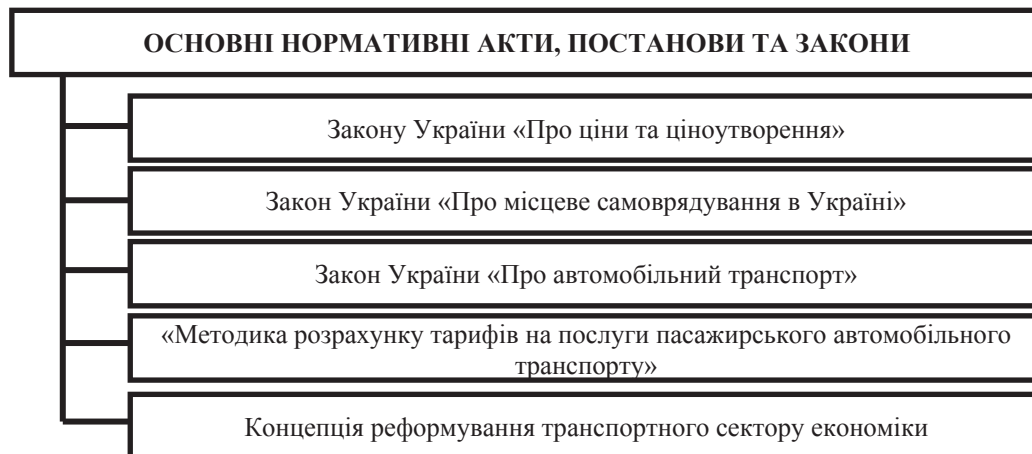 ОСНОВНІ НОРМАТИВНІ АКТИ, ПОСТАНОВИ ТА ЗАКОНИ
Закону України «Про ціни та ціноутворення»
Закон України «Про місцеве самоврядування в Україні»
Закон України «Про автомобільний транспорт»
«Методика розрахунку тарифів на послуги пасажирського автомобільного
транспорту»
Концепція реформування транспортного сектору економіки